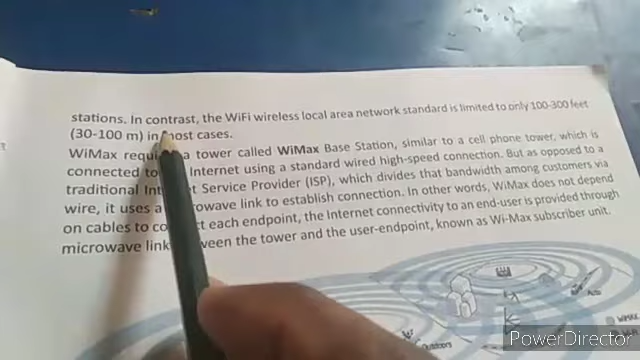 stations. In contrast, the WiFi wireless local area network standard is limited to only 100-300 feet
(30-100 m) in most cases.
WiMax a tower called WiMax Base Station, similar to a cell phone tower, which is
connected to Internet using a standard wired high-speed connection. But as opposed to a
traditional Service Provider (ISP), which divides that bandwidth among customers via
wire, it uses a link to establish connection. In other words, WiMax does not depend
on cables to each endpoint, the Internet connectivity to an end-user is provided through
microwave link the tower and the user-endpoint, known as Wi-Max subscriber unit.
Outdoors
PowerDirector